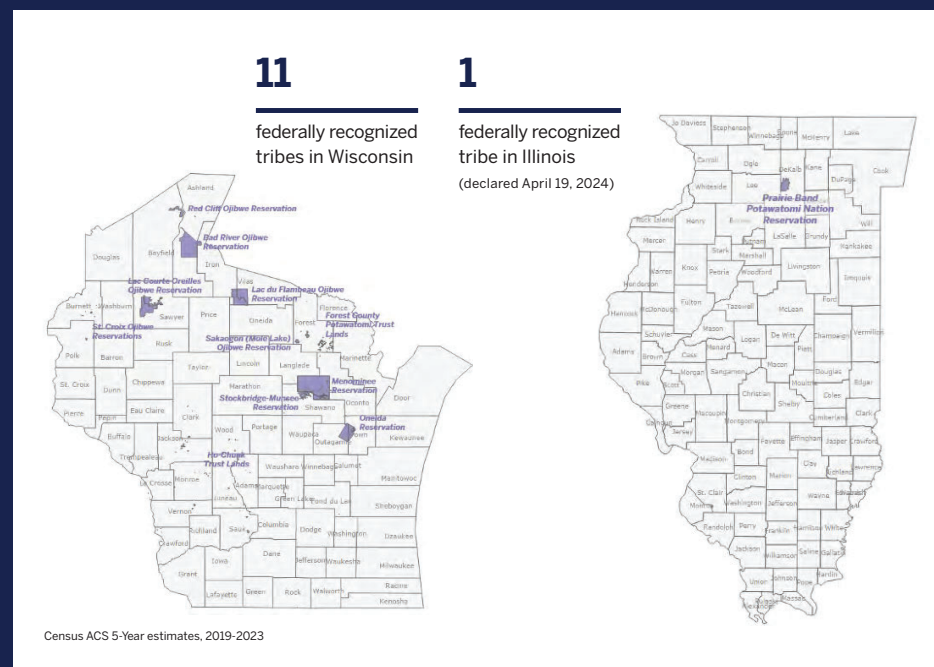 11
federally recognized
tribes in Wisconsin
1
federally recognized
tribe in Illinois
(declared April 19, 2024)
Ashland
Red Cliff Ojibwe Reservation
Bad River Ojibwe
Reservation
Bayfield
Douglas
Iron
Vilas
Lac Courte Oreilles
Ojibwe Reservation
Lac du Flambeau Ojibwe
Reservation
Burnett
Washburn
Sawyer
Price
Oneida
Florence
Forest
Forest County
Potawatomi Trust
Lands
St. Croix Ojibwe
Reservations
Rusk
Sakaogon (Mole Lake)
Ojibwe Reservation
Marinette
Polk
Barron
Taylor
Lincoln
Langlade
St. Croix
Dunn
Chippewa
Marathon
Menominee
Reservation
Stockbridge-Munsee
Reservation
Shawano
Oconto
Door
Pierce
Pepin
Eau Claire
Clark
Oneida
Reservation
Buffalo
Jackson
Wood
Portage
Waupaca
Outagamie
Kewaunee
Trempealeau
Ho-Chunk
Trust Lands
La Crosse
Monroe
Juneau
Adams
Waushara
Winnebago
Calumet
Manitowoc
Marquette
Green Lake
Fond du Lac
Sheboygan
Vernon
Richland
Sauk
Columbia
Dodge
Washington
Ozaukee
Crawford
Grant
Iowa
Dane
Jefferson
Waukesha
Milwaukee
Lafayette
Green
Rock
Walworth
Racine
Kenosha
Jo Daviess
Stephenson
Winnebago
Boone
McHenry
Lake
Carroll
Ogle
DeKalb
Kane
Cook
Whiteside
Lee
DuPage
Prairie Band
Potawatomi Nation
Reservation
Rock Island
Henry
Will
Mercer
Putnam
LaSalle
Grundy
Kankakee
Stark
Marshall
Warren
Knox
Peoria
Woodford
Livingston
Iroquois
Henderson
Fulton
Tazewell
McLean
Ford
Hancock
McDonough
Mason
Schuyler
Logan
De Witt
Champaign
Vermilion
Adams
Brown
Cass
Menard
Piatt
Macon
Pike
Scott
Morgan
Sangamon
Moultrie
Douglas
Edgar
Christian
Coles
Greene
Macoupin
Shelby
Cumberland
Clark
Calhoun
Jersey
Montgomery
Fayette
Effingham
Jasper
Crawford
Madison
Bond
Clinton
Marion
Clay
Richland
Lawrence
St. Clair
Monroe
Washington
Jefferson
Wayne
Randolph
Perry
Franklin
Hamilton
White
Jackson
Williamson
Saline
Gallatin
Union
Johnson
Pope
Hardin
Alexander
Massac
Census ACS 5-Year estimates, 2019-2023